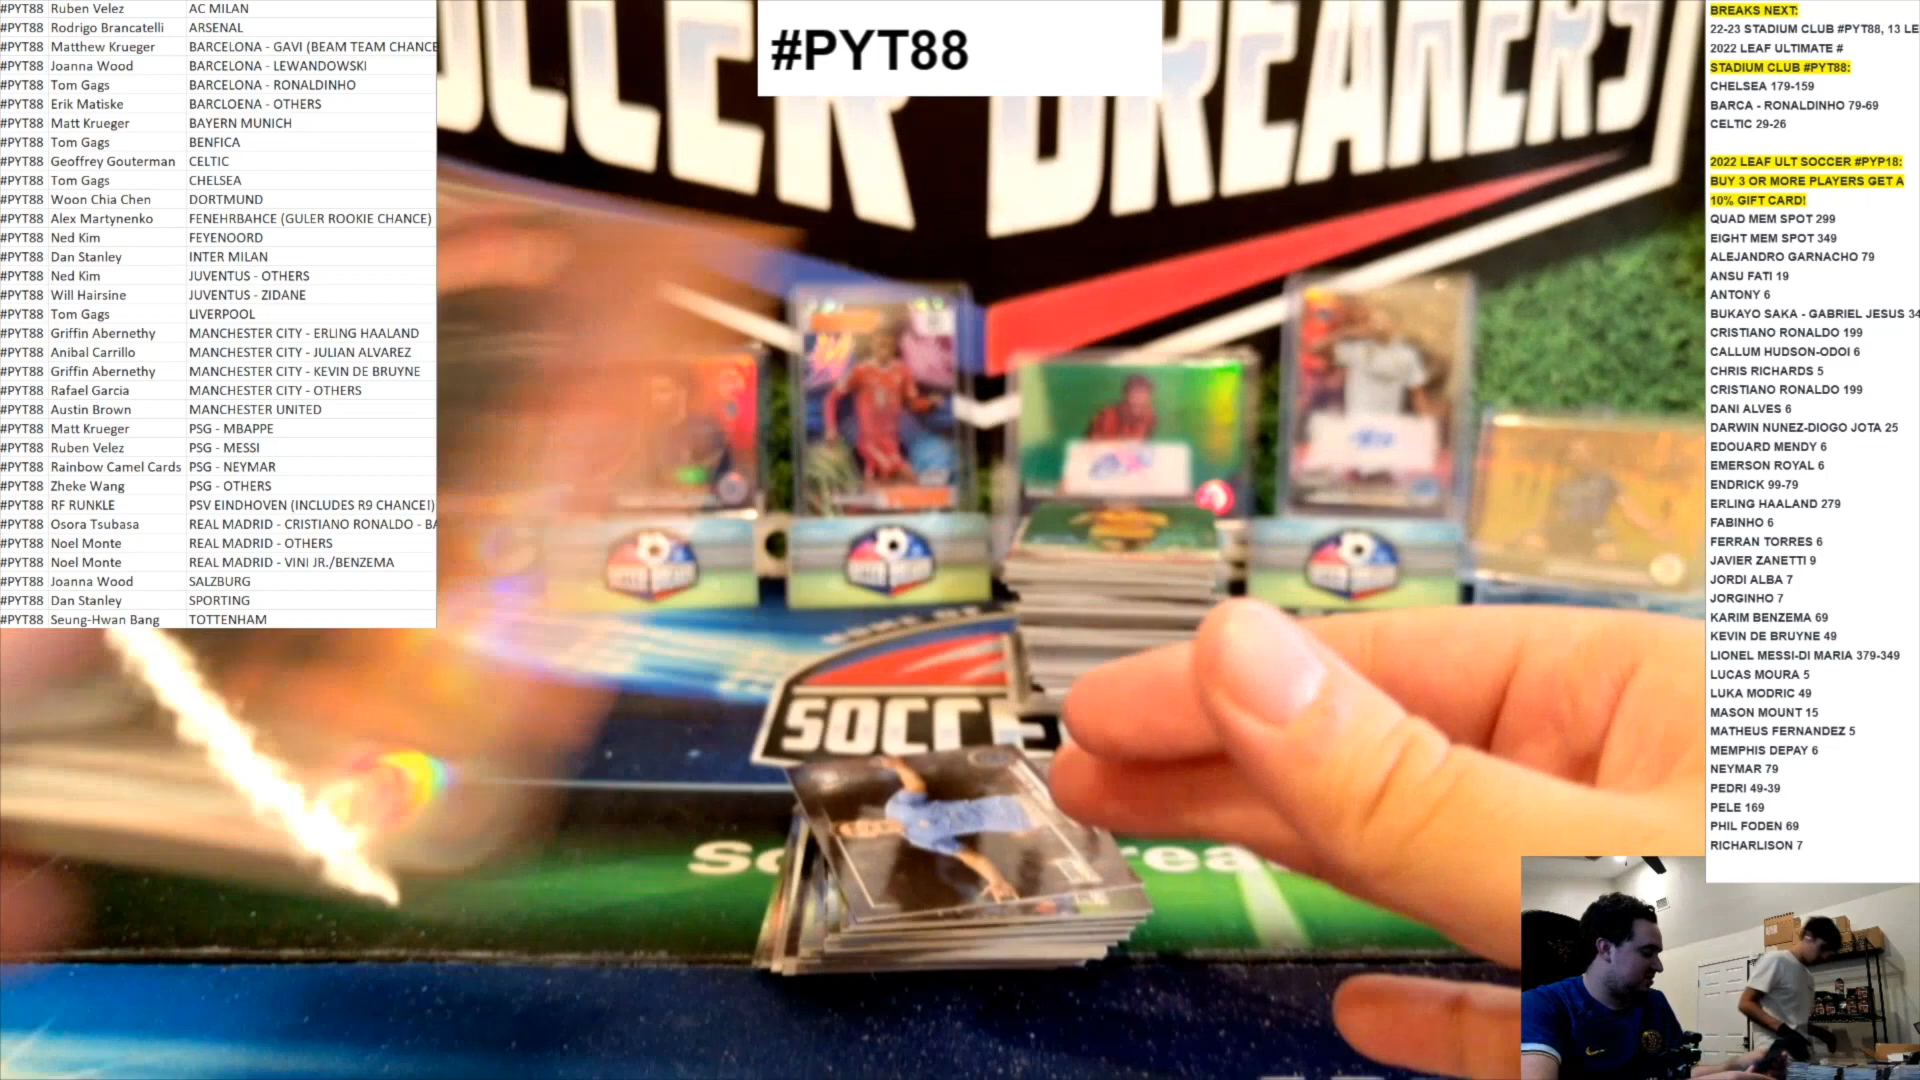 #PYT88 Ruben Velez AC MILAN
#PYT88 Rodrigo Brancatelli ARSENAL
#PYT88 Matthew Krueger BARCELONA - GAVI (BEAM TEAM CHANCE
#PYT88 Joanna Wood BARCELONA - LEWANDOWSKI
#PYT88 Tom Gags BARCELONA - RONALDINHO
#PYT88 Erik Matiske BARCLOENA - OTHERS
#PYT88 Matt Krueger BAYERN MUNICH
#PYT88 Tom Gags BENFICA
#PYT88 Geoffrey Gouterman CELTIC
#PYT88 Tom Gags CHELSEA
#PYT88 Woon Chia Chen DORTMUND
#PYT88 Alex Martynenko FENEHRBAHCE (GULER ROOKIE CHANCE)
#PYT88 Ned Kim FEYENOORD
#PYT88 Dan Stanley INTER MILAN
#PYT88 Ned Kim JUVENTUS - OTHERS
#PYT88 Will Hairsine JUVENTUS - ZIDANE
#PYT88 Tom Gags LIVERPOOL
#PYT88 Griffin Abernethy MANCHESTER CITY - ERLING HAALAND
#PYT88 Anibal Carrillo MANCHESTER CITY - JULIAN ALVAREZ
#PYT88 Griffin Abernethy MANCHESTER CITY - KEVIN DE BRUYNE
#PYT88 Rafael Garcia MANCHESTER CITY - OTHERS
#PYT88 Austin Brown MANCHESTER UNITED
#PYT88 Matt Krueger PSG - MBAPPE
#PYT88 Ruben Velez PSG - MESSI
#PYT88 Rainbow Camel Cards PSG - NEYMAR
#PYT88 Zheke Wang PSG - OTHERS
#PYT88 RF RUNKLE PSV EINDHOVEN (INCLUDES R9 CHANCE!)
#PYT88 Osora Tsubasa REAL MADRID - CRISTIANO RONALDO - BA
#PYT88 Noel Monte REAL MADRID - OTHERS
#PYT88 Noel Monte REAL MADRID - VINI JR./BENZEMA
#PYT88 Joanna Wood SALZBURG
#PYT88 Dan Stanley SPORTING
#PYT88 Seung-Hwan Bang TOTTENHAM
#PYT88
OCCER BREAKERS
SOCCE
So
rea
BREAKS NEXT:
22-23 STADIUM CLUB #PYT88, 13 LE
2022 LEAF ULTIMATE #
STADIUM CLUB #PYT88:
CHELSEA 179-159
BARCA - RONALDINHO 79-69
CELTIC 29-26
2022 LEAF ULT SOCCER #PYP18:
BUY 3 OR MORE PLAYERS GET A
10% GIFT CARD!
QUAD MEM SPOT 299
EIGHT MEM SPOT 349
ALEJANDRO GARNACHO 79
ANSU FATI 19
ANTONY 6
BUKAYO SAKA - GABRIEL JESUS 34
CRISTIANO RONALDO 199
CALLUM HUDSON-ODOI 6
CHRIS RICHARDS 5
CRISTIANO RONALDO 199
DANI ALVES 6
DARWIN NUNEZ-DIOGO JOTA 25
EDOUARD MENDY 6
EMERSON ROYAL 6
ENDRICK 99-79
ERLING HAALAND 279
FABINHO 6
FERRAN TORRES 6
JAVIER ZANETTI 9
JORDI ALBA 7
JORGINHO 7
KARIM BENZEMA 69
KEVIN DE BRUYNE 49
LIONEL MESSI-DI MARIA 379-349
LUCAS MOURA 5
LUKA MODRIC 49
MASON MOUNT 15
MATHEUS FERNANDEZ 5
MEMPHIS DEPAY 6
NEYMAR 79
PEDRI 49-39
PELE 169
PHIL FODEN 69
RICHARLISON 7